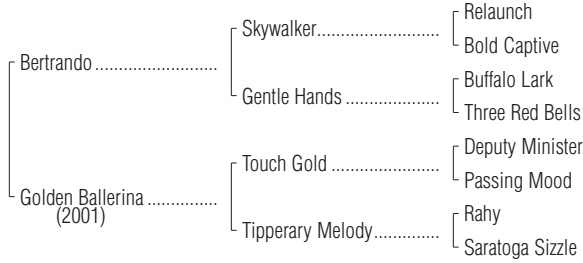 Relaunch
Skywalker........................
Bold Captive
Bertrando ..........................
Buffalo Lark
Gentle Hands ....................
Three Red Bells
Deputy Minister
Touch Gold .......................
Passing Mood
Golden Ballerina ...............
(2001)
Rahy
Tipperary Melody..............
Saratoga Sizzle